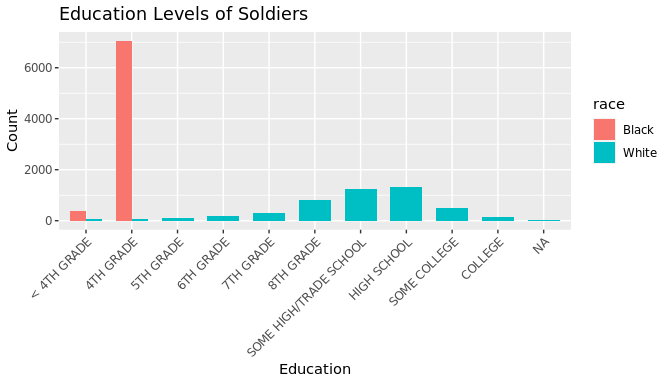 Education Levels of Soldiers
Count
6000
4000
2000
0
< 4TH GRADE
4TH GRADE
5TH GRADE
6TH GRADE
7TH GRADE
8TH GRADE
SOME HIGH/TRADE SCHOOL
HIGH SCHOOL
SOME COLLEGE
COLLEGE
NA
Education
race
Black
White